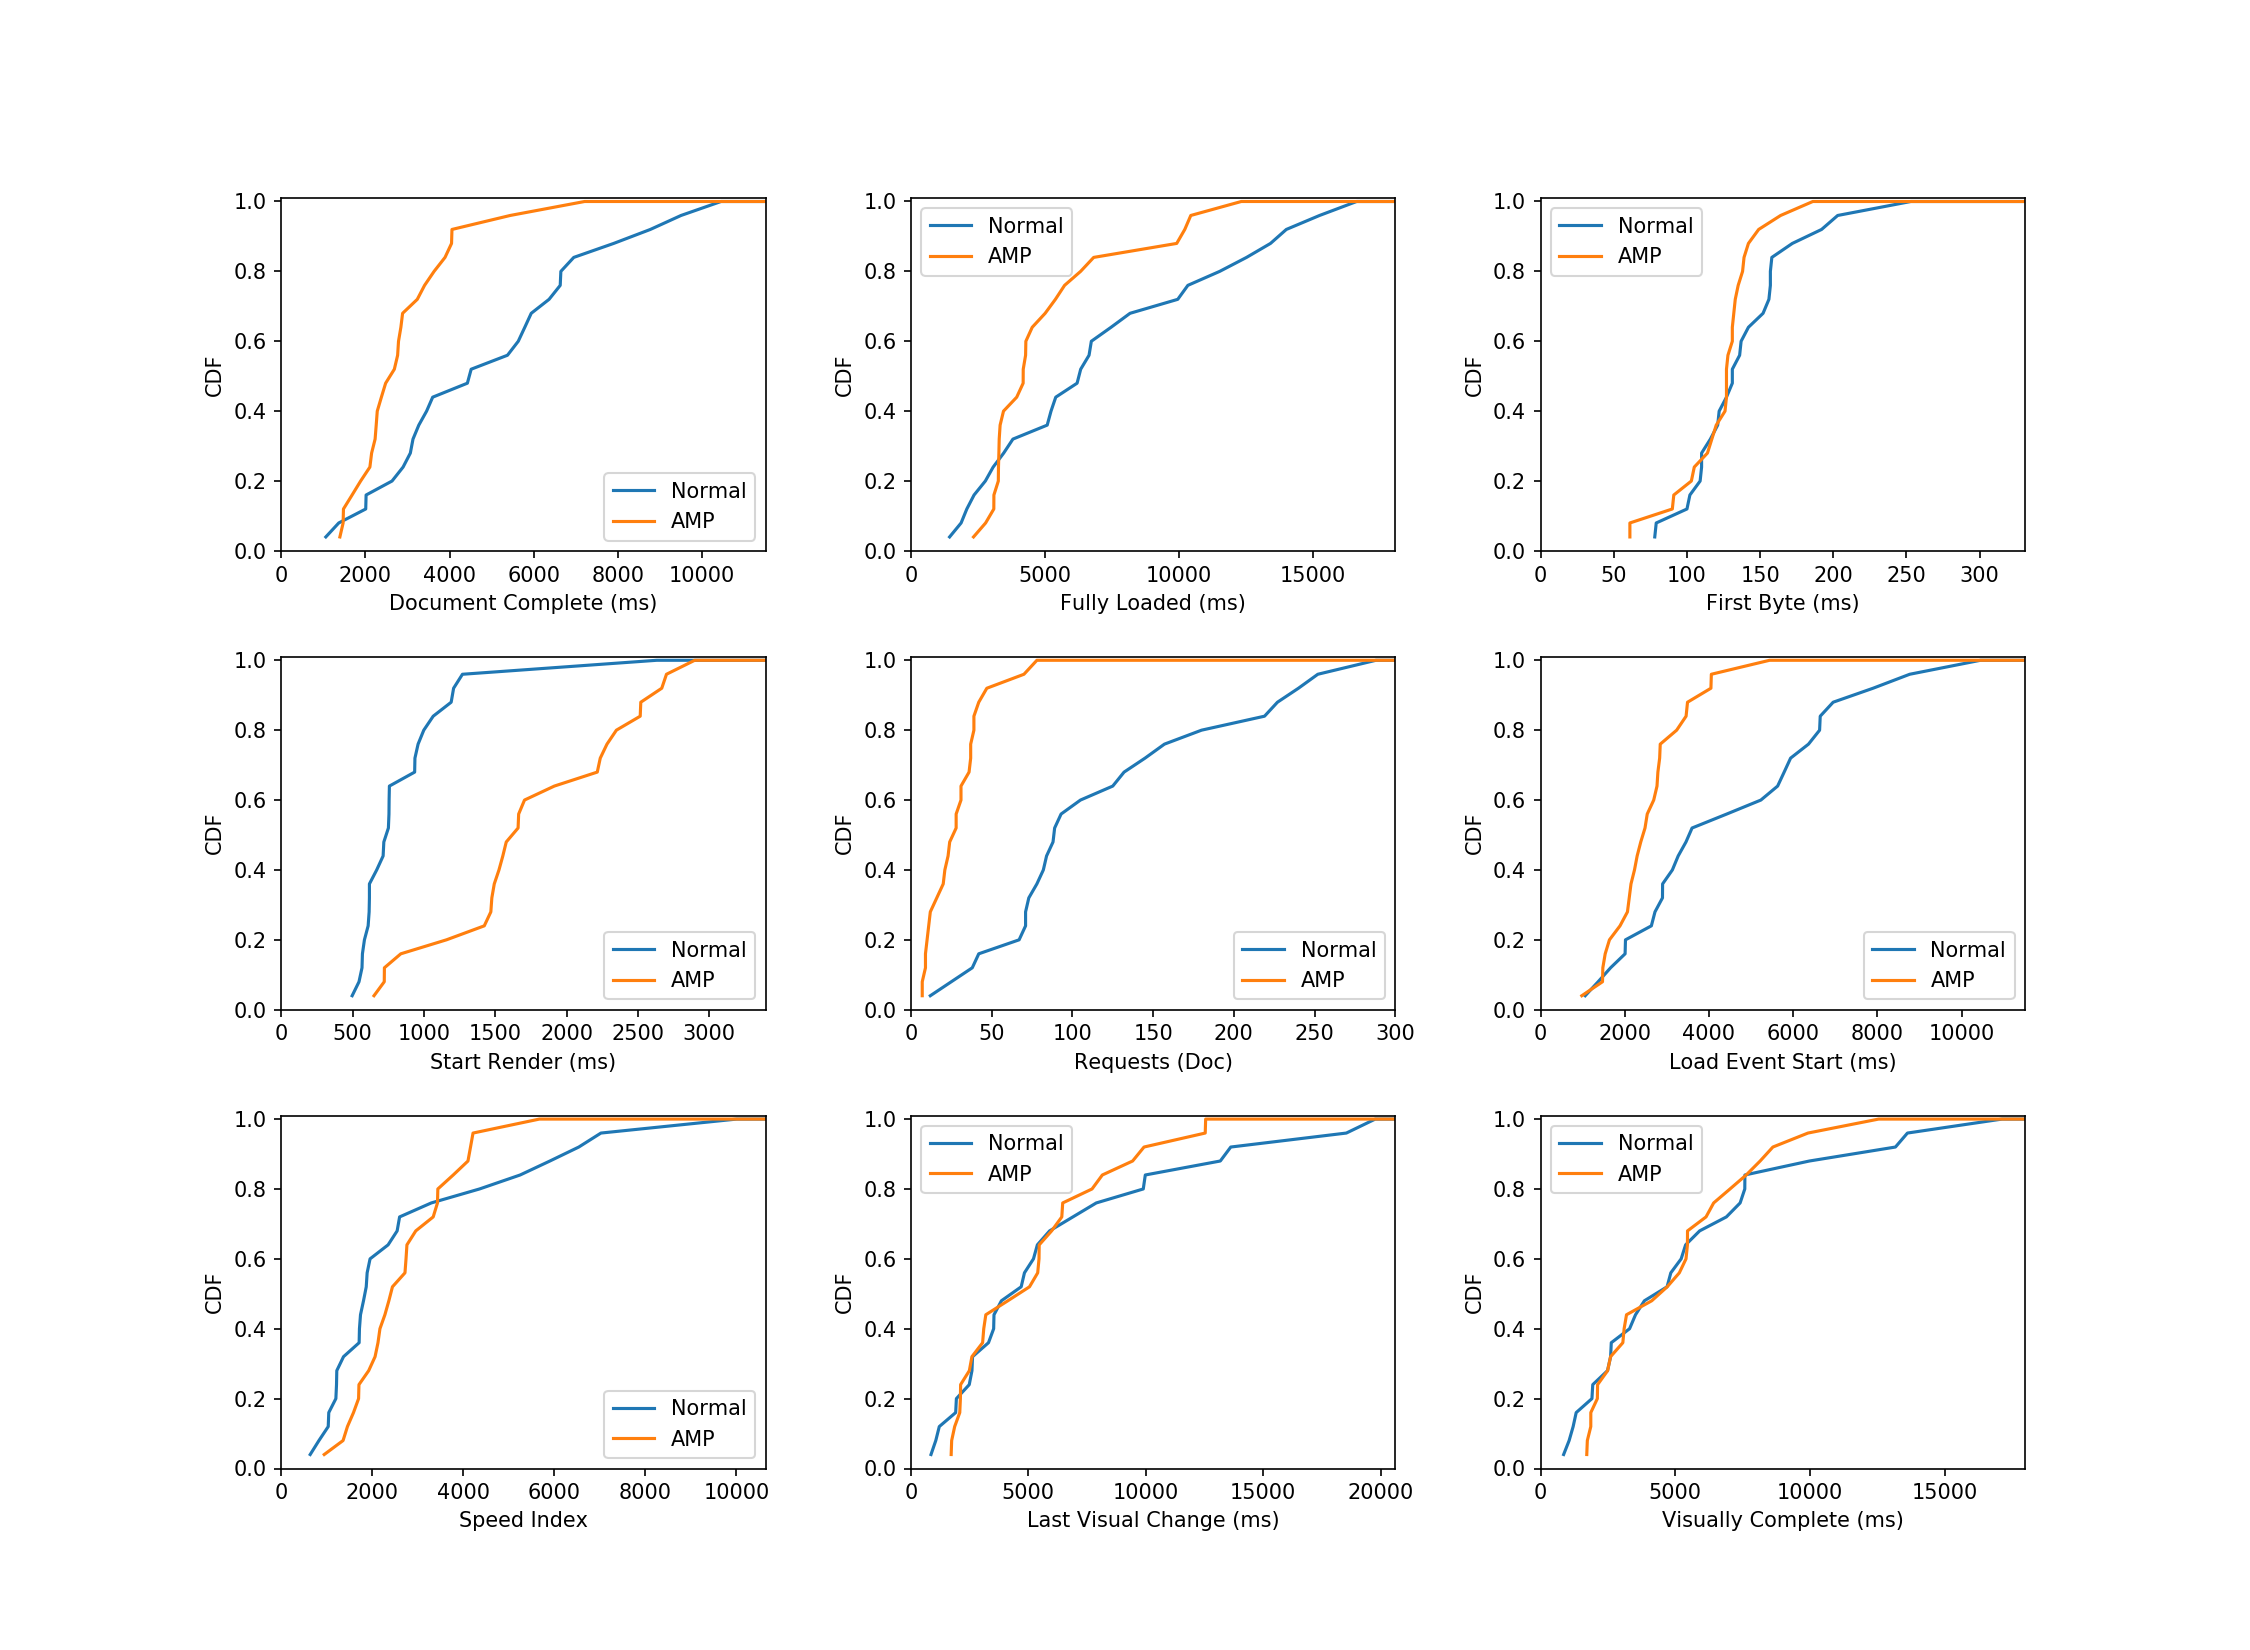 1.0
0.8
0.6
0.4
0.2
0.0
CDF
0 2000 4000 6000 8000 10000
Document Complete (ms)
Normal
AMP
1.0
0.8
0.6
0.4
0.2
0.0
CDF
0 5000 10000 15000
Fully Loaded (ms)
Normal
AMP
1.0
0.8
0.6
0.4
0.2
0.0
CDF
0 50 100 150 200 250 300
First Byte (ms)
Normal
AMP
1.0
0.8
0.6
0.4
0.2
0.0
CDF
0 500 1000 1500 2000 2500 3000
Start Render (ms)
Normal
AMP
1.0
0.8
0.6
0.4
0.2
0.0
CDF
0 50 100 150 200 250 300
Requests (Doc)
Normal
AMP
1.0
0.8
0.6
0.4
0.2
0.0
CDF
0 2000 4000 6000 8000 10000
Load Event Start (ms)
Normal
AMP
1.0
0.8
0.6
0.4
0.2
0.0
CDF
0 2000 4000 6000 8000 10000
Speed Index
Normal
AMP
1.0
0.8
0.6
0.4
0.2
0.0
CDF
0 5000 10000 15000 20000
Last Visual Change (ms)
Normal
AMP
1.0
0.8
0.6
0.4
0.2
0.0
CDF
0 5000 10000 15000
Visually Complete (ms)
Normal
AMP